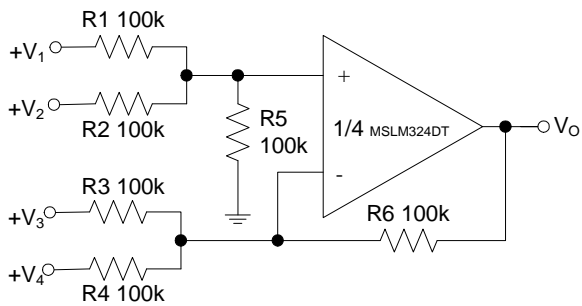 R1 100k
+V1
+V2
R2 100k
R5
100k
+
1/4 MSLM324DT
-
VO
R3 100k
+V3
+V4
R4 100k
R6 100k